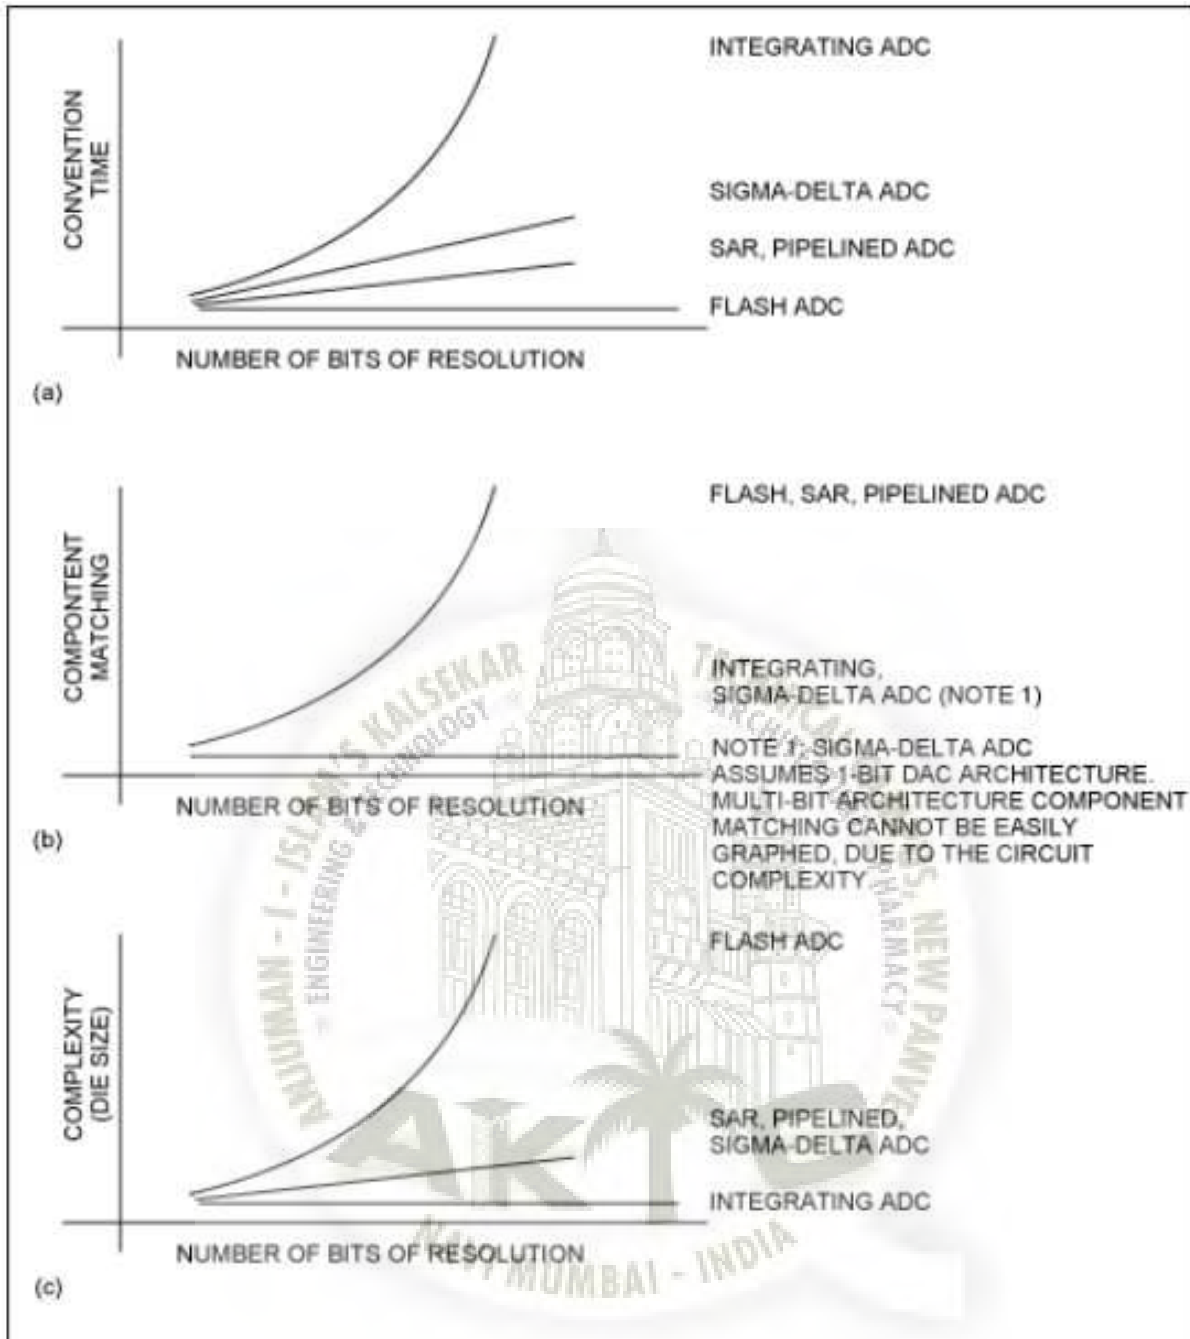 CONVENTION
TIME
INTEGRATING ADC
SIGMA-DELTA ADC
SAR, PIPELINED ADC
FLASH ADC
NUMBER OF BITS OF RESOLUTION
(a)
COMPONTENT
MATCHING
FLASH, SAR, PIPELINED ADC
INTEGRATING,
SIGMA-DELTA ADC (NOTE 1)
NOTE 1: SIGMA-DELTA ADC
ASSUMES 1-BIT DAC ARCHITECTURE.
MULTI-BIT ARCHITECTURE COMPONENT
MATCHING CANNOT BE EASILY
GRAPHED, DUE TO THE CIRCUIT
COMPLEXITY
NUMBER OF BITS OF RESOLUTION
(b)
COMPLEXITY
(DIE SIZE)
FLASH ADC
SAR, PIPELINED,
SIGMA-DELTA ADC
INTEGRATING ADC
NUMBER OF BITS OF RESOLUTION
(c)
ANJUMAN - I - ISLAM'S KALSEKAR
NEW PANVEL
ENGINEERING & TECHNOLOGY
PHARMACY
AKTC
NAVI MUMBAI - INDIA